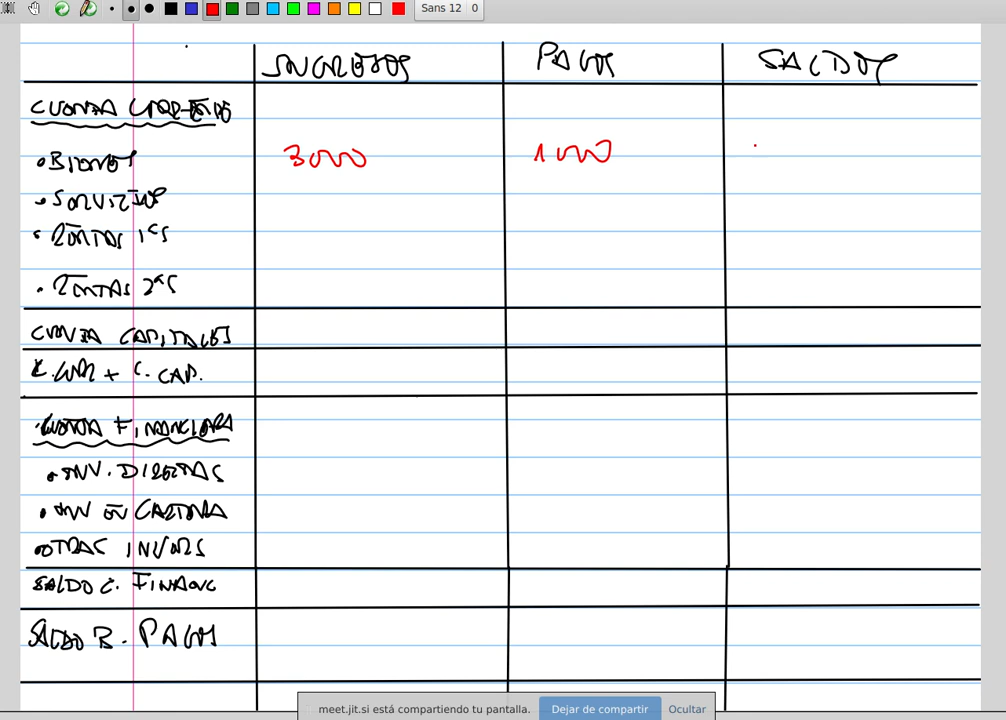 Sans 12 0
INGRESOS PAGOS SALDOS
CUENTA CORRIENTE
• BIENES 3000 1000
• SERVICIOS
• RENTAS 1ªS
• RENTAS 2ªS
CUENTA CAPITALES
C. CORR + C. CAP.
CUENTA FINANCIERA
• INV. DIRECTAS
• INV EN CARTERA
• OTRAS INVERS
SALDO C. FINANC
SALDO B. PAGOS
meet.jit.si está compartiendo tu pantalla. Dejar de compartir Ocultar